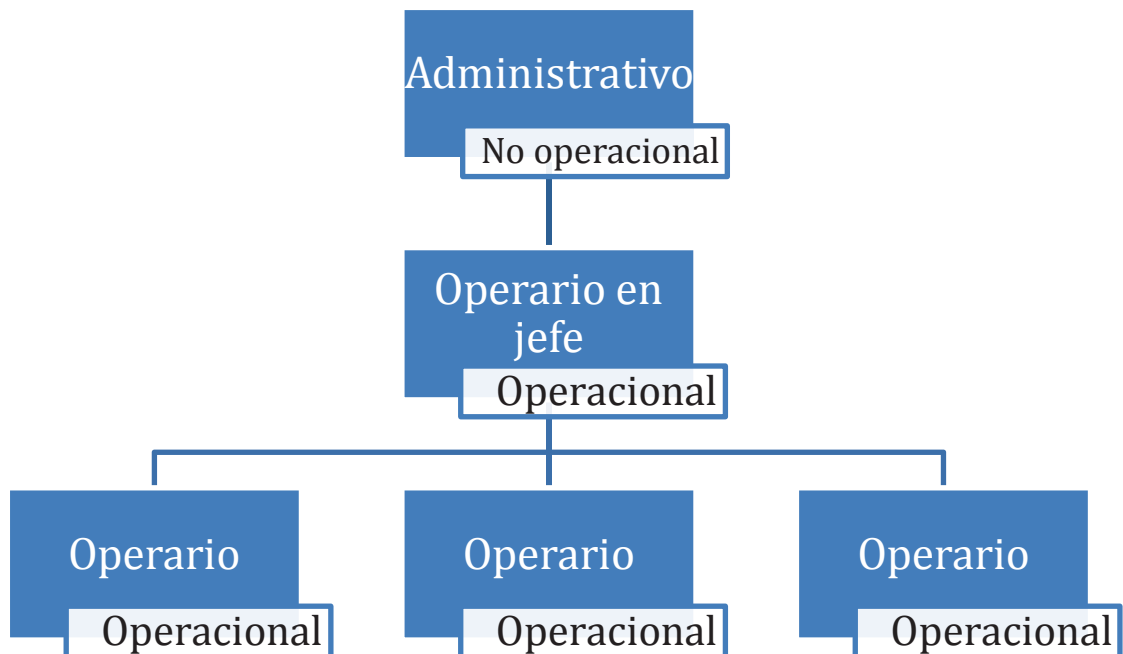 Administrativo
No operacional
Operario en
jefe
Operacional
Operario
Operario
Operario
Operacional
Operacional
Operacional